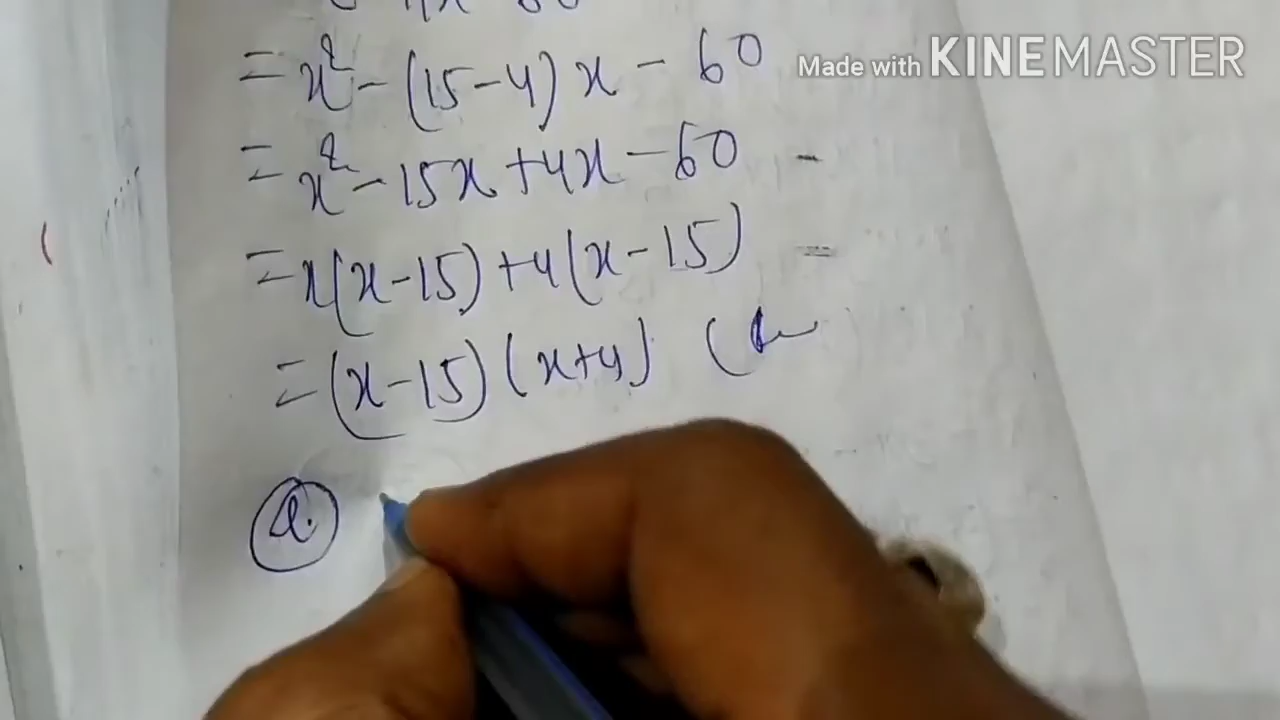 Made with KINEMASTER
= x² - (15-4) x - 60
= x² - 15x + 4x - 60
= x(x-15) + 4(x-15)
= (x-15) (x+4)